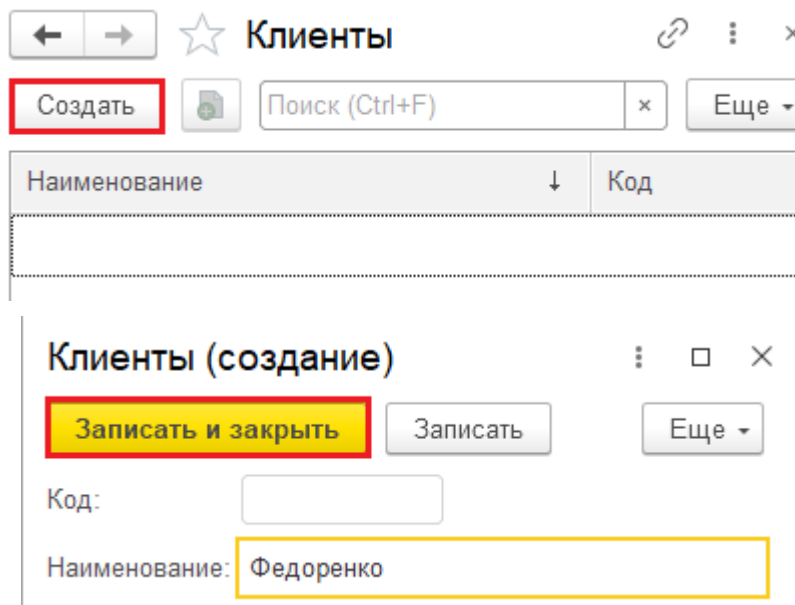 Клиенты
Создать Поиск (Ctrl+F) × Еще
Наименование ↓ Код
Клиенты (создание)
Записать и закрыть Записать Еще
Код:
Наименование: Федоренко